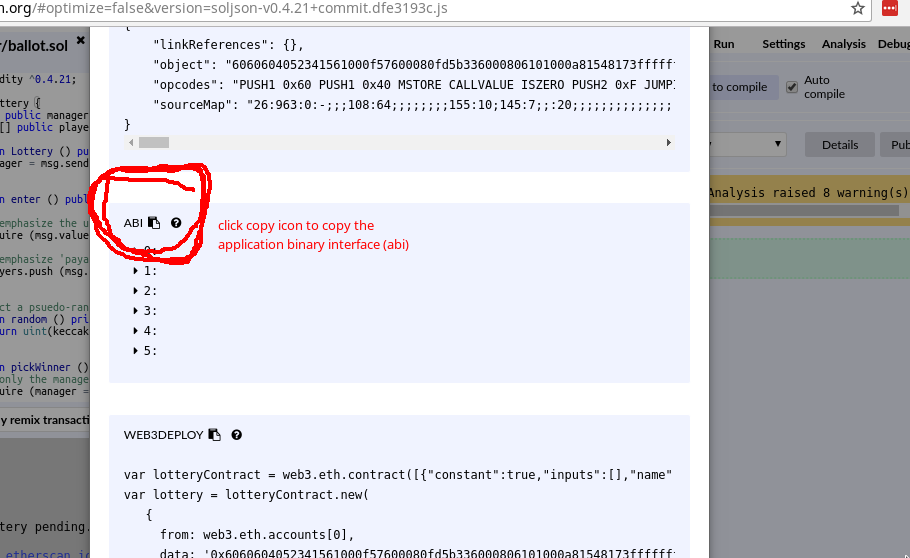 n.org/#optimize=false&version=soljson-v0.4.21+commit.dfe3193c.js
r/ballot.sol
Run Settings Analysis Debug
{
"linkReferences": {},
"object": "6060604052341561000f57600080fd5b336000806101000a81548173ffffff
"opcodes": "PUSH1 0x60 PUSH1 0x40 MSTORE CALLVALUE ISZERO PUSH2 0xF JUMPI
"sourceMap": "26:963:0:-;;;108:64;;;;;;;;155:10;145:7;;:20;;;;;;;;;;;;;;
}
dity ^0.4.21;
ttery {
public manager
[] public playe
n Lottery () pu
ager = msg.send
n enter () publ
emphasize the u
uire (msg.value
emphasize 'paya
yers.push (msg.
ct a psuedo-ran
n random () pri
urn uint(keccak
n pickWinner ()
only the manage
uire (manager =
y remix transacti
tery pending.
etherscan.io
to compile
Auto
compile
Details
Pub
Analysis raised 8 warning(s)
ABI
click copy icon to copy the
application binary interface (abi)
0:
1:
2:
3:
4:
5:
WEB3DEPLOY
var lotteryContract = web3.eth.contract([{"constant":true,"inputs":[],"name"
var lottery = lotteryContract.new(
{
from: web3.eth.accounts[0],
data: '0x6060604052341561000f57600080fd5b336000806101000a81548173ffffff